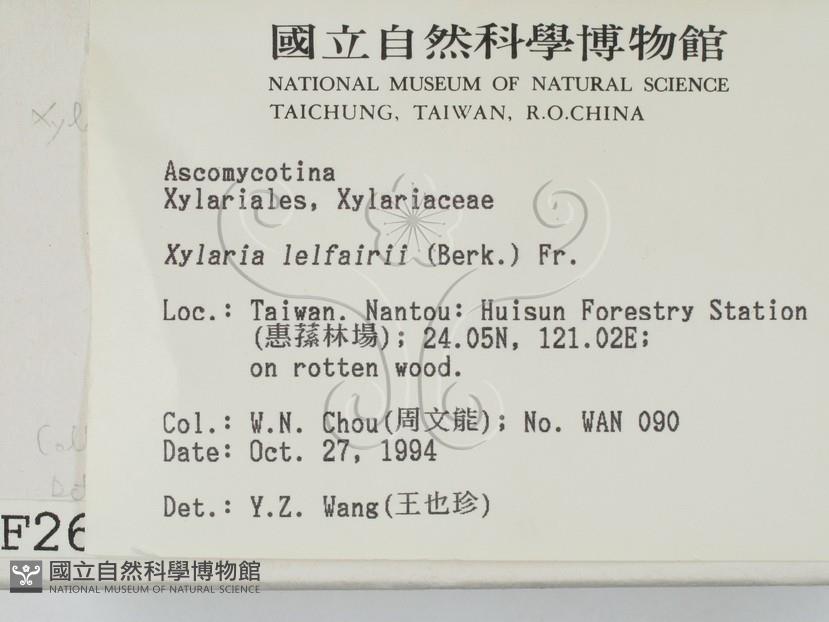 國立自然科學博物館
NATIONAL MUSEUM OF NATURAL SCIENCE
TAICHUNG, TAIWAN, R.O.CHINA
Xyl
Ascomycotina
Xylariales, Xylariaceae
Xylaria lelfairii (Berk.) Fr.
Loc.: Taiwan. Nantou: Huisun Forestry Station
(惠蓀林場); 24.05N, 121.02E;
on rotten wood.
Col.: W.N. Chou(周文能); No. WAN 090
Date: Oct. 27, 1994
Det.: Y.Z. Wang(王也珍)
F26
國立自然科學博物館
NATIONAL MUSEUM OF NATURAL SCIENCE